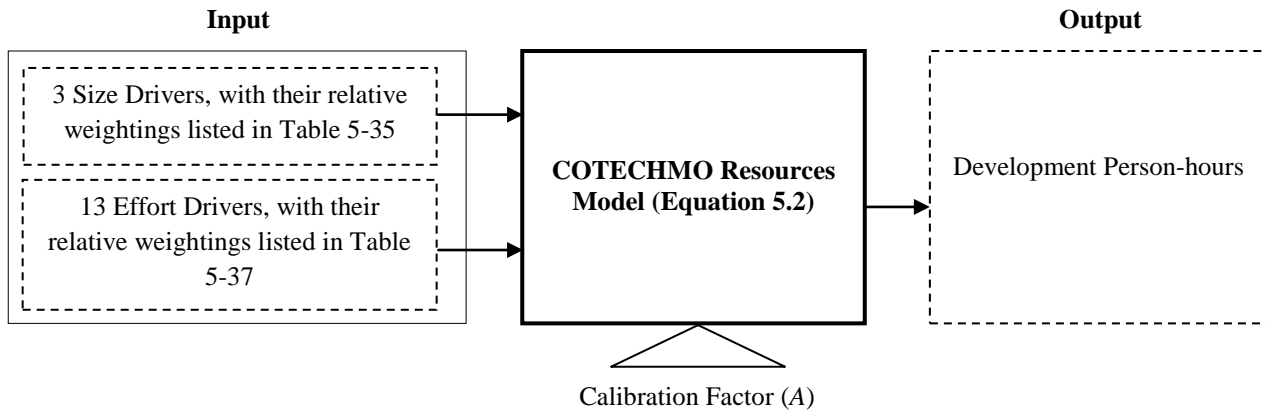 Input
Output
3 Size Drivers, with their relative
weightings listed in Table 5-35
13 Effort Drivers, with their
relative weightings listed in Table
5-37
COTECHMO Resources
Model (Equation 5.2)
Development Person-hours
Calibration Factor (A)